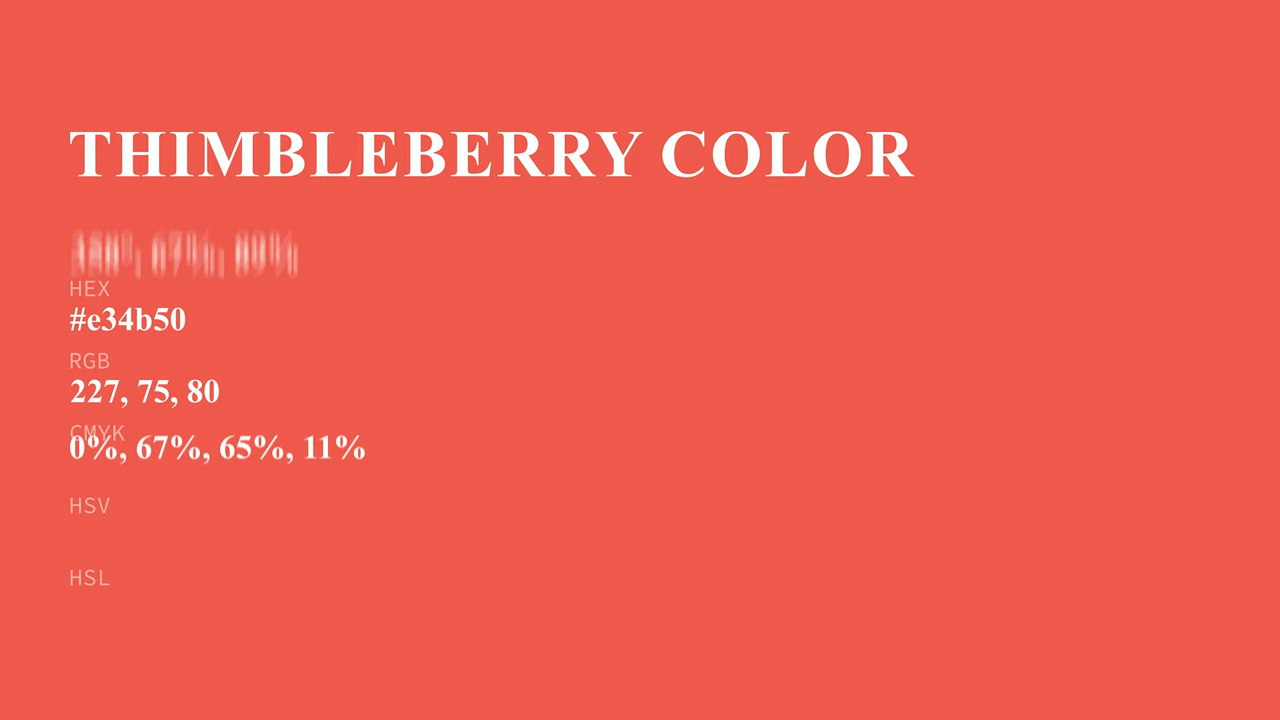 THIMBLEBERRY COLOR
HEX
#e34b50
RGB
227, 75, 80
CMYK
0%, 67%, 65%, 11%
HSV
HSL